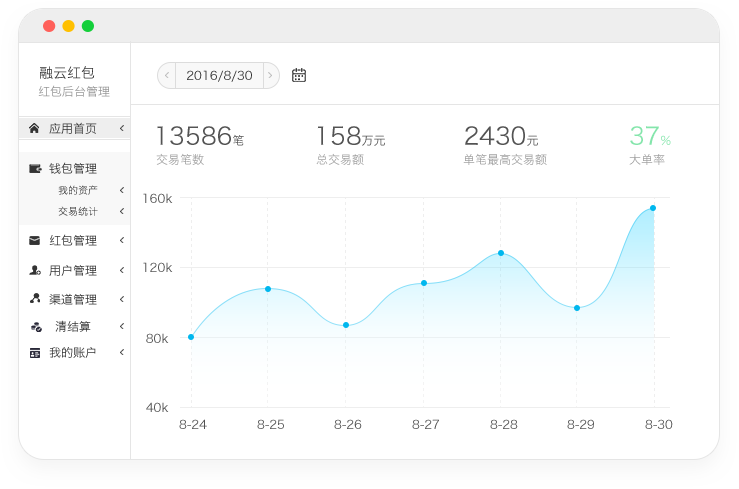 融云红包
红包后台管理
应用首页
钱包管理
我的资产
交易统计
红包管理
用户管理
渠道管理
清结算
我的账户
2016/8/30
13586笔
交易笔数
158万元
总交易额
2430元
单笔最高交易额
37%
大单率
160k
120k
80k
40k
8-24 8-25 8-26 8-27 8-28 8-29 8-30